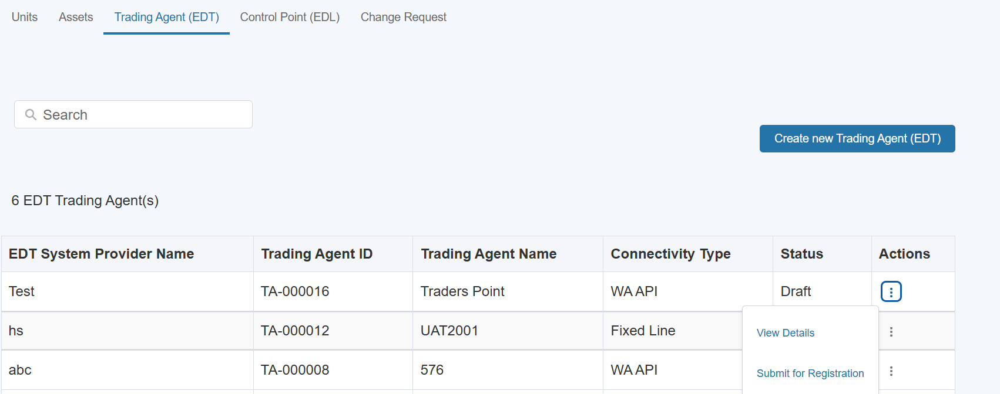 Units Assets Trading Agent (EDT) Control Point (EDL) Change Request
Search
Create new Trading Agent (EDT)
6 EDT Trading Agent(s)
EDT System Provider Name Trading Agent ID Trading Agent Name Connectivity Type Status Actions
Test TA-000016 Traders Point WA API Draft
hs TA-000012 UAT2001 Fixed Line
View Details
abc TA-000008 576 WA API
Submit for Registration